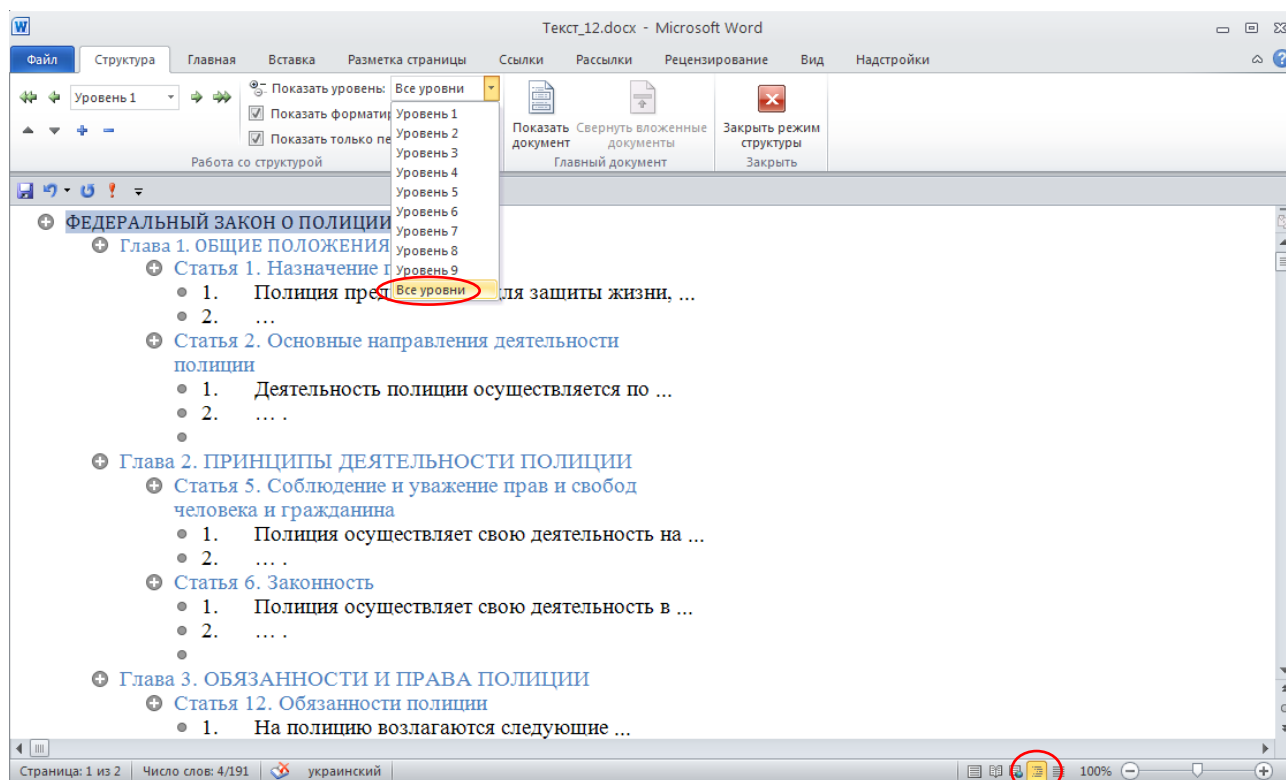 Текст_12.docx - Microsoft Word
Файл Структура Главная Вставка Разметка страницы Ссылки Рассылки Рецензирование Вид Надстройки
Уровень 1 Показать уровень: Все уровни
Показать формати
Показать только пе
Уровень 1
Уровень 2
Уровень 3
Уровень 4
Уровень 5
Уровень 6
Уровень 7
Уровень 8
Уровень 9
Все уровни
Показать документ
Свернуть вложенные документы
Закрыть режим структуры
Работа со структурой Главный документ Закрыть
ФЕДЕРАЛЬНЫЙ ЗАКОН О ПОЛИЦИИ
Глава 1. ОБЩИЕ ПОЛОЖЕНИЯ
Статья 1. Назначение
1. Полиция пред ля защиты жизни, ...
2. ...
Статья 2. Основные направления деятельности
полиции
1. Деятельность полиции осуществляется по ...
2. ... .
Глава 2. ПРИНЦИПЫ ДЕЯТЕЛЬНОСТИ ПОЛИЦИИ
Статья 5. Соблюдение и уважение прав и свобод
человека и гражданина
1. Полиция осуществляет свою деятельность на ...
2. ... .
Статья 6. Законность
1. Полиция осуществляет свою деятельность в ...
2. ... .
Глава 3. ОБЯЗАННОСТИ И ПРАВА ПОЛИЦИИ
Статья 12. Обязанности полиции
1. На полицию возлагаются следующие ...
Страница: 1 из 2 Число слов: 4/191 украинский 100%